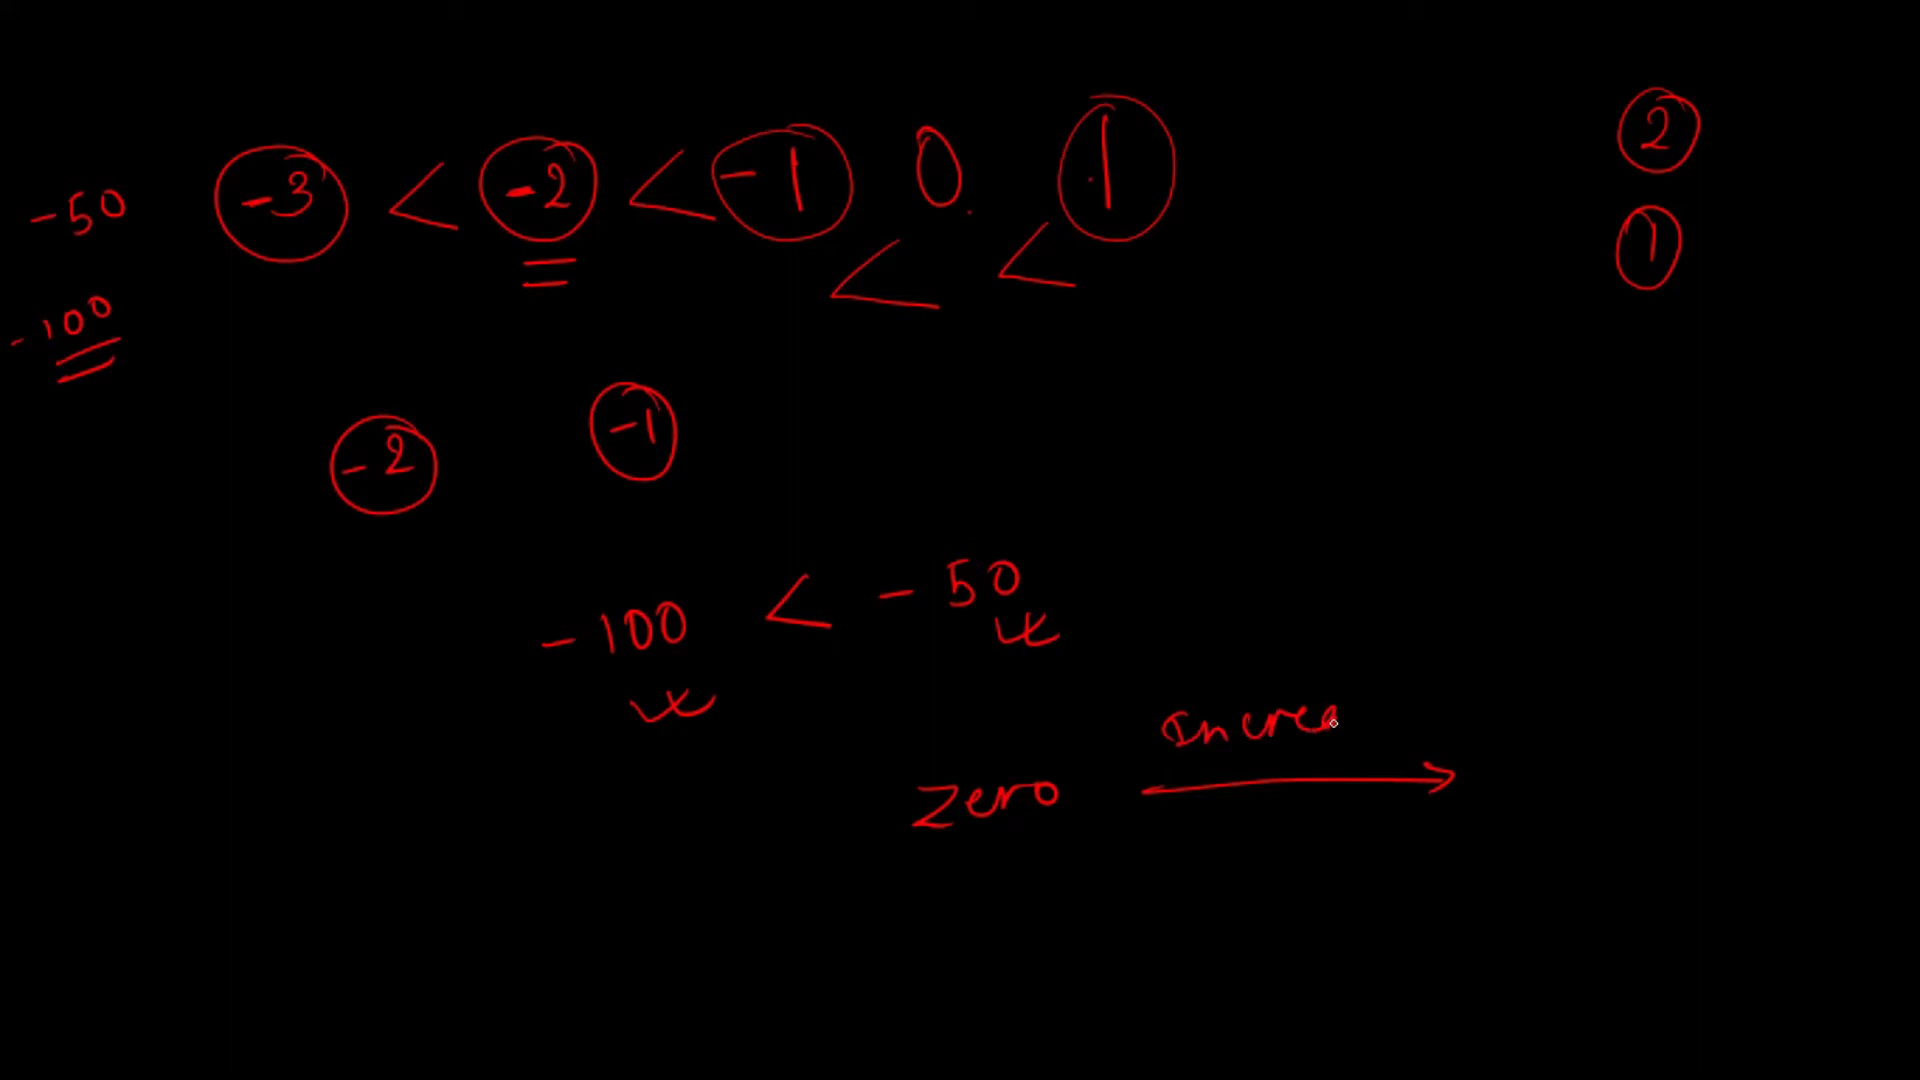 -3 < -2 < -1 0 1
< <
2
1
-50
-100
-2 -1
-100 < -50
Increa
Zero